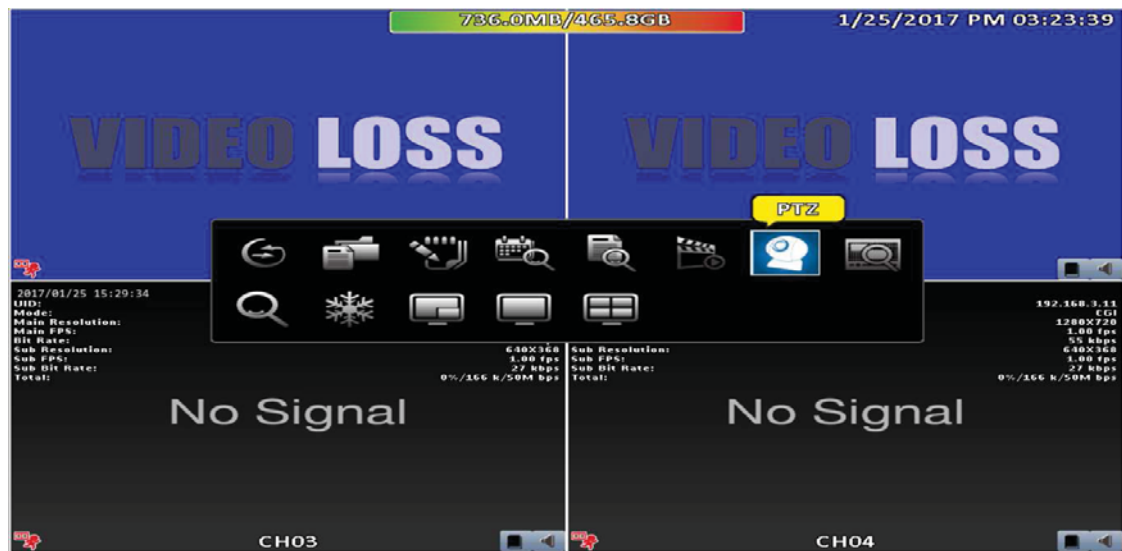 736.0MB/465.8GB
1/25/2017 PM 03:23:39
VIDEO LOSS
VIDEO LOSS
PTZ
2017/01/25 15:29:34
UID:
Mode:
Main Resolution:
Main FPS:
Bit Rate:
Sub Resolution:
640X368
Sub FPS:
1.00 fps
Sub Bit Rate:
27 kbps
Total:
0%/166 k/50M bps
No Signal
CH03
192.168.3.11
CGI
1280X720
1.00 fps
55 kbps
Sub Resolution:
640X368
Sub FPS:
1.00 fps
Sub Bit Rate:
27 kbps
Total:
0%/166 k/50M bps
No Signal
CH04